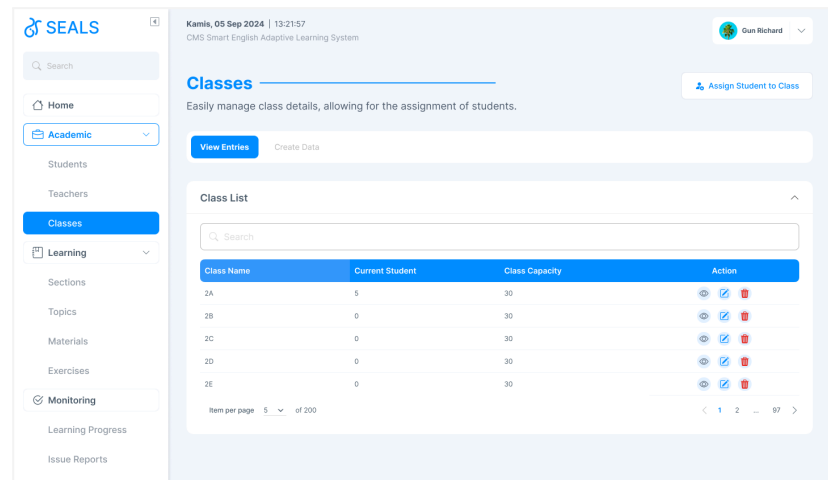 SEALS
Search
Home
Academic
Students
Teachers
Classes
Learning
Sections
Topics
Materials
Exercises
Monitoring
Learning Progress
Issue Reports
Kamis, 05 Sep 2024 | 13:21:57
CMS Smart English Adaptive Learning System
Gun Richard
Classes
Easily manage class details, allowing for the assignment of students.
Assign Student to Class
View Entries Create Data
Class List
Search
Class Name Current Student Class Capacity Action
2A 5 30
2B 0 30
2C 0 30
2D 0 30
2E 0 30
Item per page 5 of 200 1 2 ... 97